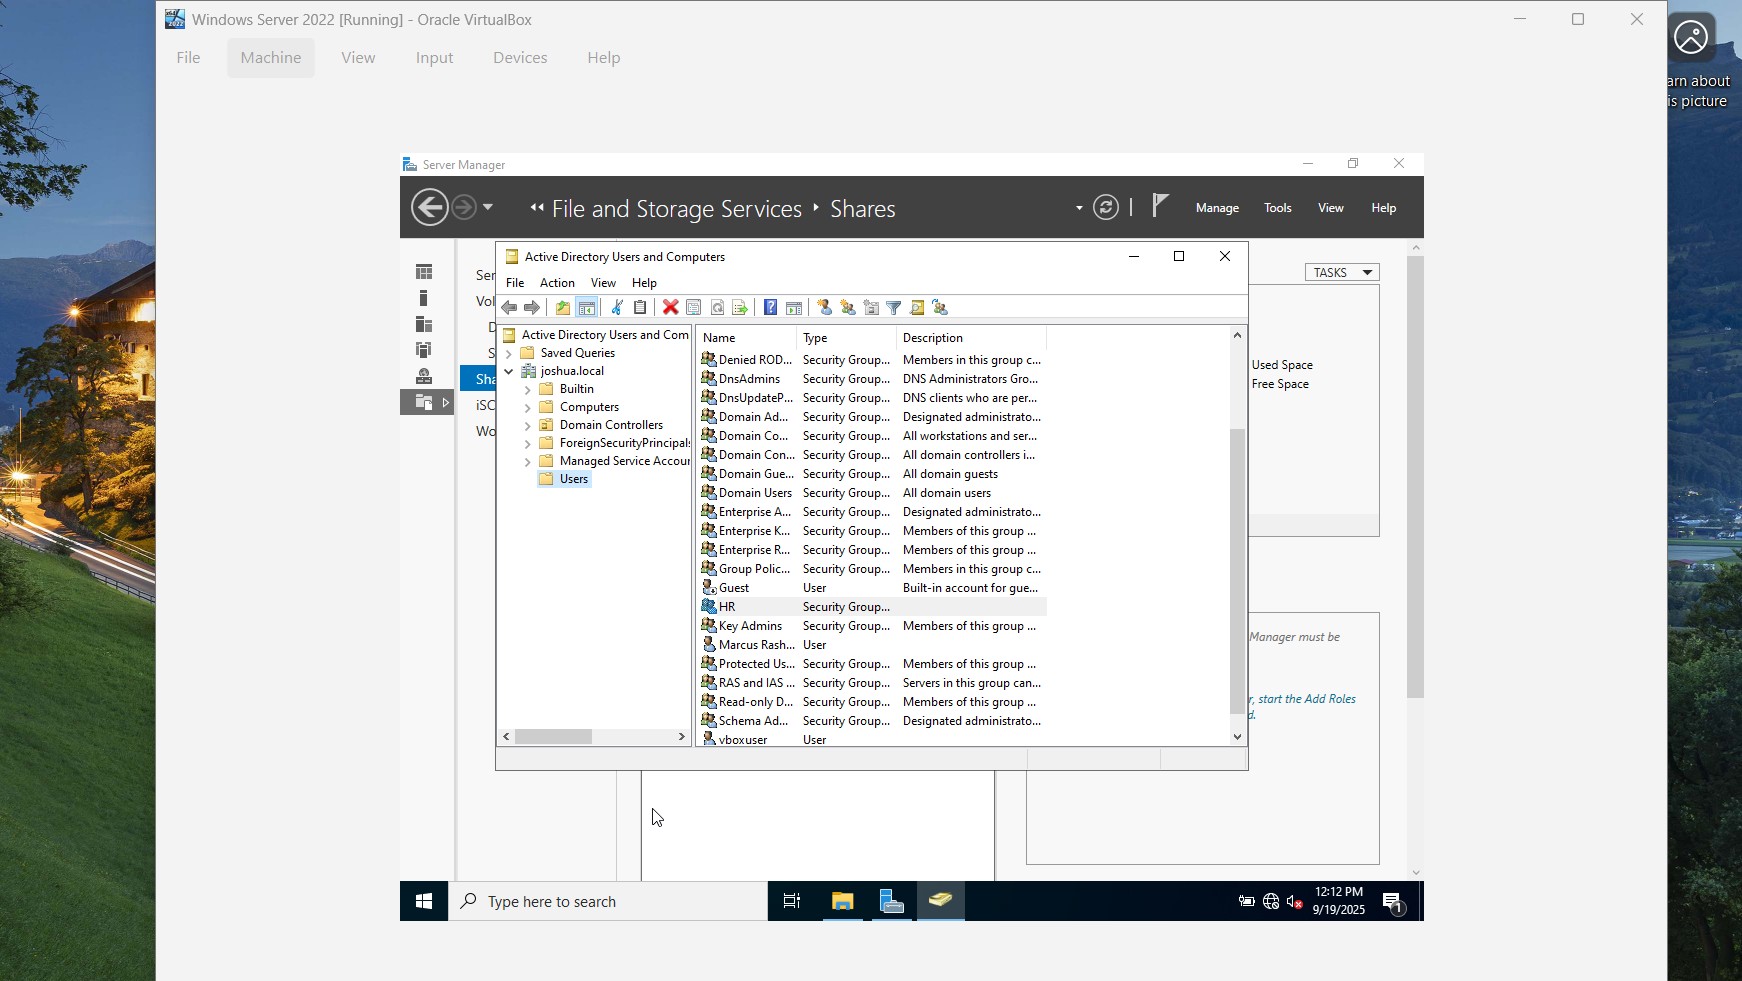 Windows Server 2022 [Running] - Oracle VirtualBox
File Machine View Input Devices Help
arn about
is picture
Server Manager
File and Storage Services Shares
Manage Tools View Help
Active Directory Users and Computers
File Action View Help
TASKS
Active Directory Users and Com
Saved Queries
joshua.local
Builtin
Computers
Domain Controllers
ForeignSecurityPrincipals
Managed Service Accour
Users
Name Type Description
Denied ROD... Security Group... Members in this group c...
DnsAdmins Security Group... DNS Administrators Gro...
DnsUpdateP... Security Group... DNS clients who are per...
Domain Ad... Security Group... Designated administrato...
Domain Co... Security Group... All workstations and ser...
Domain Con... Security Group... All domain controllers i...
Domain Gue... Security Group... All domain guests
Domain Users Security Group... All domain users
Enterprise A... Security Group... Designated administrato...
Enterprise K... Security Group... Members of this group ...
Enterprise R... Security Group... Members of this group ...
Group Polic... Security Group... Members in this group c...
Guest User Built-in account for gue...
HR Security Group...
Key Admins Security Group... Members of this group ...
Marcus Rash... User
Protected Us... Security Group... Members of this group ...
RAS and IAS ... Security Group... Servers in this group can...
Read-only D... Security Group... Members of this group ...
Schema Ad... Security Group... Designated administrato...
vboxuser User
Ser
Vol
D
S
Sha
iSC
Wo
Used Space
Free Space
Manager must be
r, start the Add Roles
d.
Type here to search
12:12 PM
9/19/2025
1